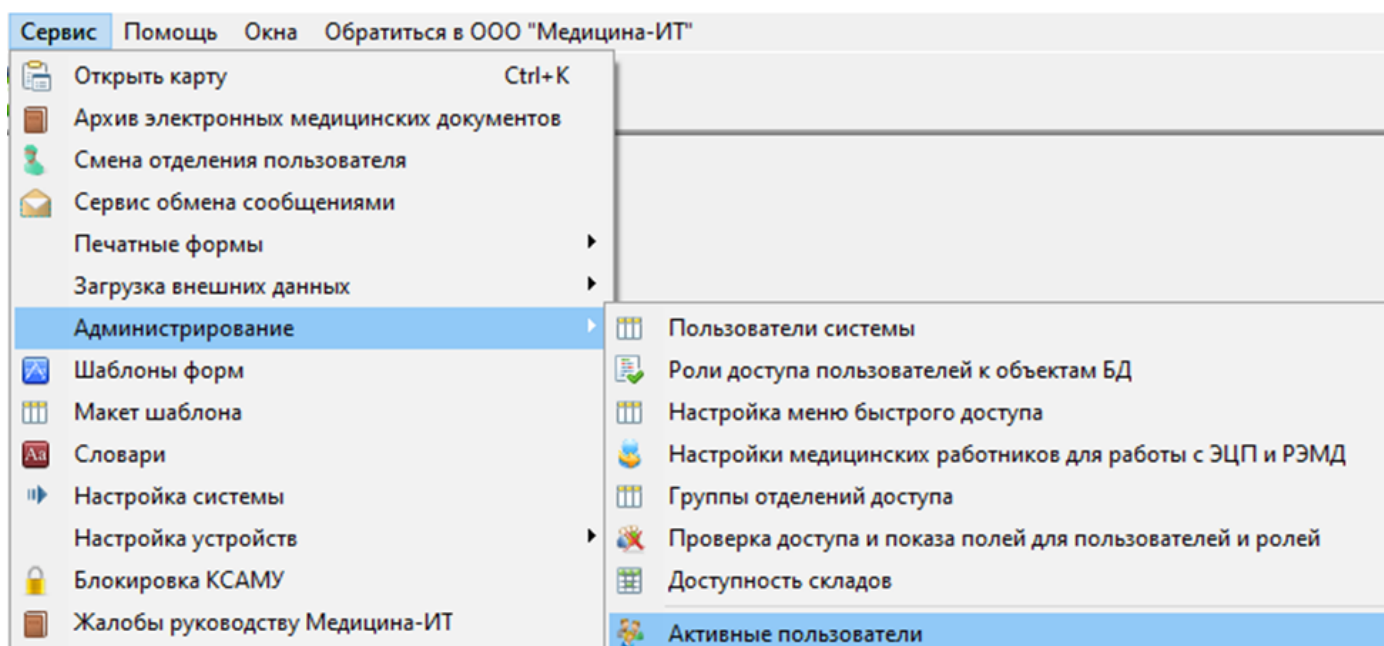 Сервис Помощь Окна Обратиться в ООО "Медицина-ИТ"
Открыть карту Ctrl+K
Архив электронных медицинских документов
Смена отделения пользователя
Сервис обмена сообщениями
Печатные формы
Загрузка внешних данных
Администрирование
Шаблоны форм
Макет шаблона
Aa Словари
Настройка системы
Настройка устройств
Блокировка КСАМУ
Жалобы руководству Медицина-ИТ
Пользователи системы
Роли доступа пользователей к объектам БД
Настройка меню быстрого доступа
Настройки медицинских работников для работы с ЭЦП и РЭМД
Группы отделений доступа
Проверка доступа и показа полей для пользователей и ролей
Доступность складов
Активные пользователи